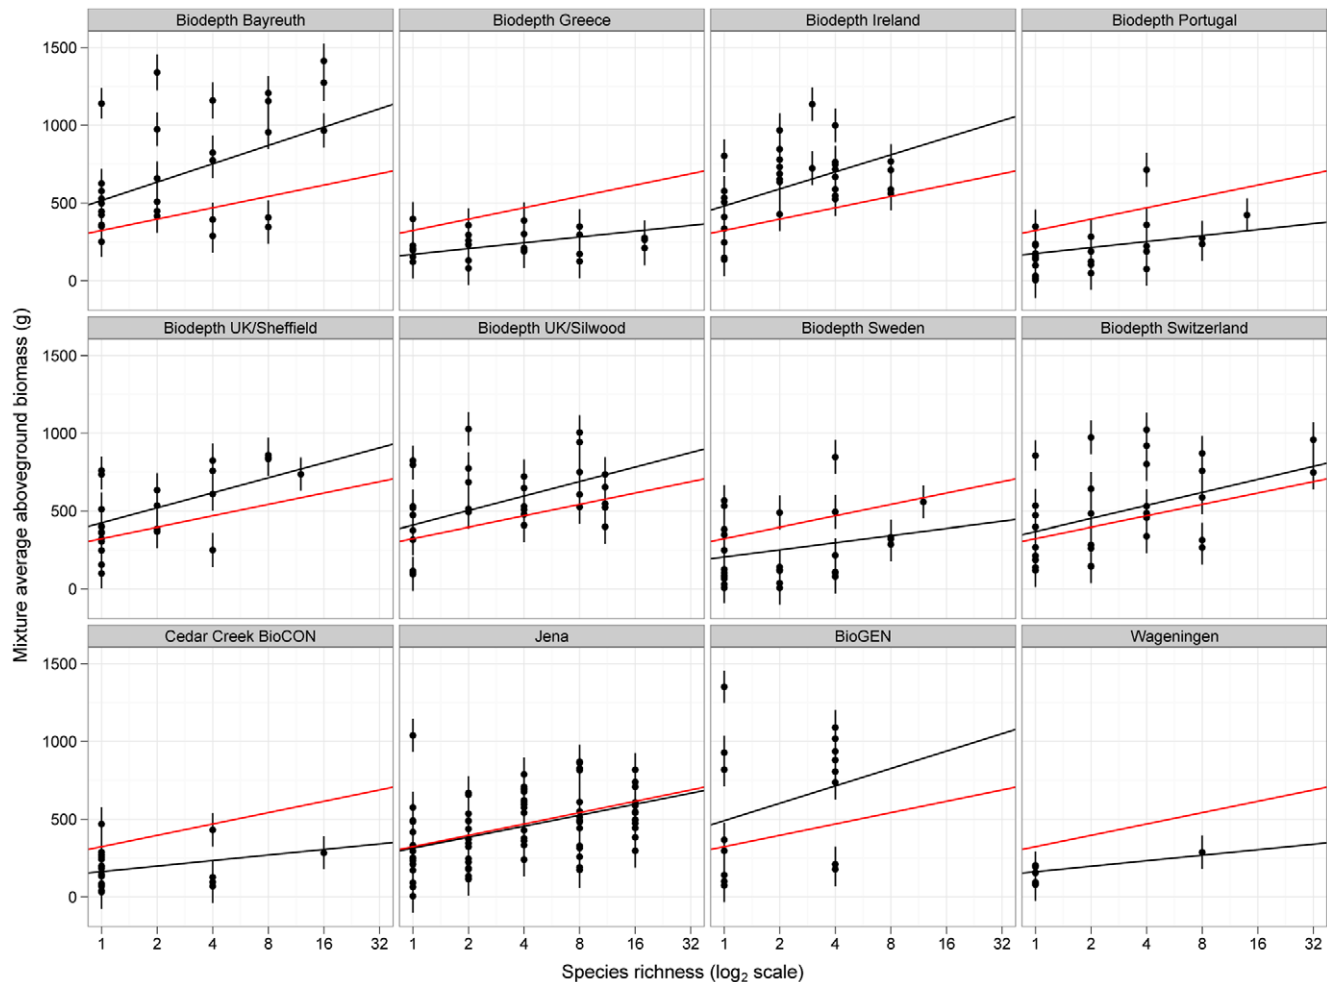 Biodepth Bayreuth
Biodepth Greece
Biodepth Ireland
Biodepth Portugal
1500
1000
500
0
Biodepth UK/Sheffield
Biodepth UK/Silwood
Biodepth Sweden
Biodepth Switzerland
1500
1000
500
0
Cedar Creek BioCON
Jena
BioGEN
Wageningen
1500
1000
500
0
1 2 4 8 16 32
1 2 4 8 16 32
1 2 4 8 16 32
1 2 4 8 16 32
Mixture average aboveground biomass (g)
Species richness (log₂ scale)